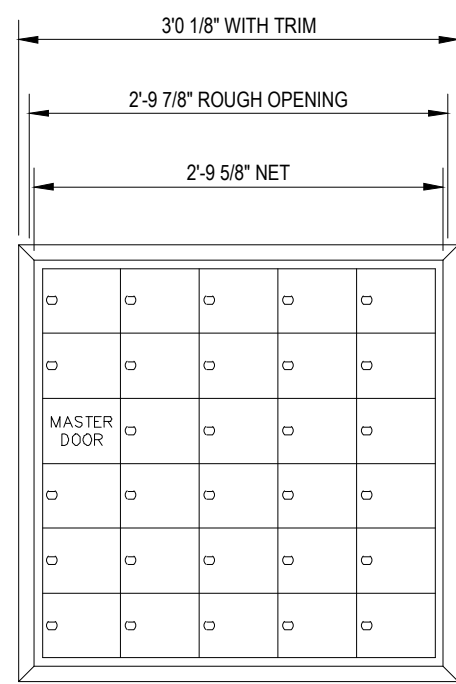 3'0 1/8" WITH TRIM
2'-9 7/8" ROUGH OPENING
2'-9 5/8" NET
MASTER
DOOR